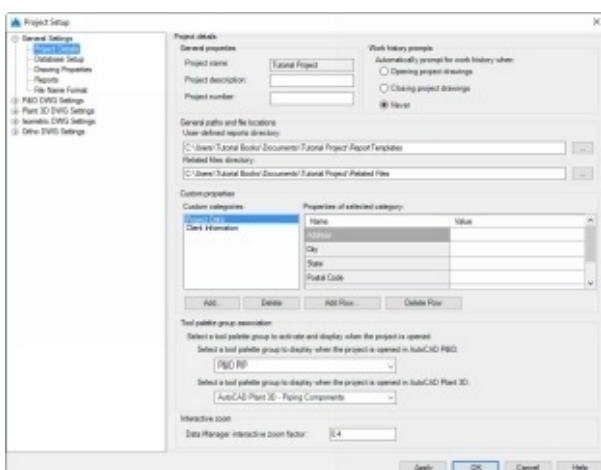 Project Setup
General Settings
Project Details
Database Setup
Drawing Properties
Reports
File Name Format
P&ID DWG Settings
Plant 3D DWG Settings
Isometric DWG Settings
Ortho DWG Settings
Project details
General properties
Project name:
Tutorial Project
Project description:
Project number:
Work history prompts
Automatically prompt for work history when:
Opening project drawings
Closing project drawings
Never
General paths and file locations
User-defined reports directory:
C:\Users\Tutorial Books\Documents\Tutorial Project\ReportTemplates
...
Related files directory:
C:\Users\Tutorial Books\Documents\Tutorial Project\Related Files
...
Custom properties
Custom categories:
Project Data
Client Information
Properties of selected category:
Name Value
Address
City
State
Postal Code
Add... Delete Add Row... Delete Row
Tool palette group association
Select a tool palette group to activate and display when the project is opened.
Select a tool palette group to display when the project is opened in AutoCAD P&ID:
P&ID PIP
Select a tool palette group to display when the project is opened in AutoCAD Plant 3D:
AutoCAD Plant 3D - Piping Components
Interactive zoom
Data Manager interactive zoom factor:
0.4
Apply OK Cancel Help